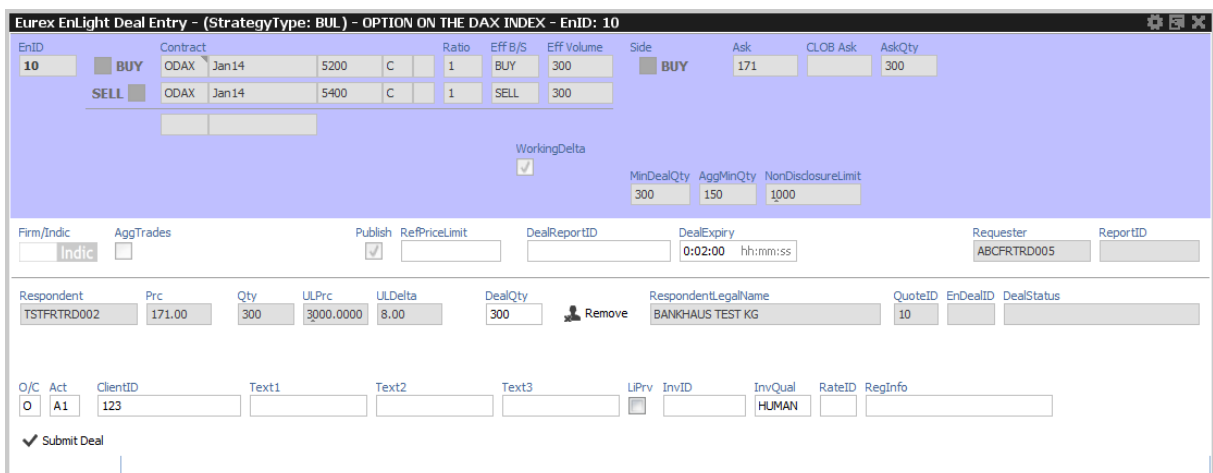 Eurex EnLight Deal Entry - (StrategyType: BUL) - OPTION ON THE DAX INDEX - EnID: 10
EnID Contract Ratio Eff B/S Eff Volume Side Ask CLOB Ask AskQty
10 BUY ODAX Jan14 5200 C 1 BUY 300 BUY 171 300
SELL ODAX Jan14 5400 C 1 SELL 300
WorkingDelta
MinDealQty AggMinQty NonDisclosureLimit
300 150 1000
Firm/Indic AggTrades Publish RefPriceLimit DealReportID DealExpiry Requester ReportID
Indic 0:02:00 hh:mm:ss ABCFRTRD005
Respondent Prc Qty ULPrc ULDelta DealQty RespondentLegalName QuoteID EnDealID DealStatus
TSTFRTRD002 171.00 300 3000.0000 8.00 300 Remove BANKHAUS TEST KG 10
O/C Act ClientID Text1 Text2 Text3 LiPrv InvID InvQual RateID RegInfo
O A1 123 HUMAN
Submit Deal